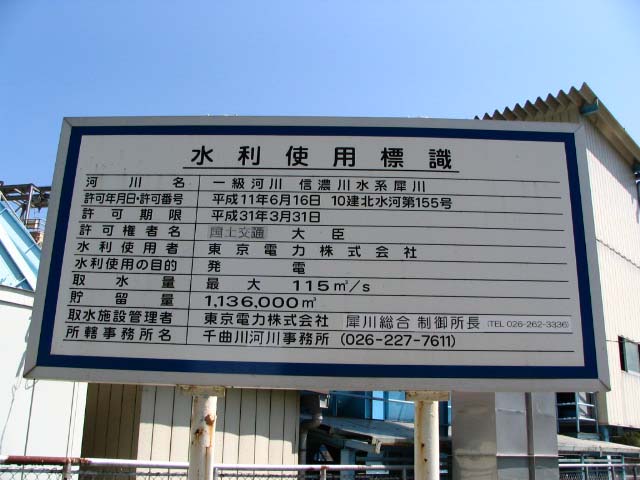 水利使用標識
河川名 一級河川 信濃川水系犀川
許可年月日・許可番号 平成11年6月16日 10建北水河第155号
許可期限 平成31年3月31日
許可権者名 国土交通 大臣
水利使用者 東京電力株式会社
水利使用の目的 発電
取水量 最大 115㎥/s
貯留量 1,136,000㎥
取水施設管理者 東京電力株式会社 犀川総合 制御所長 (TEL 026-262-3336)
所轄事務所名 千曲川河川事務所 (026-227-7611)